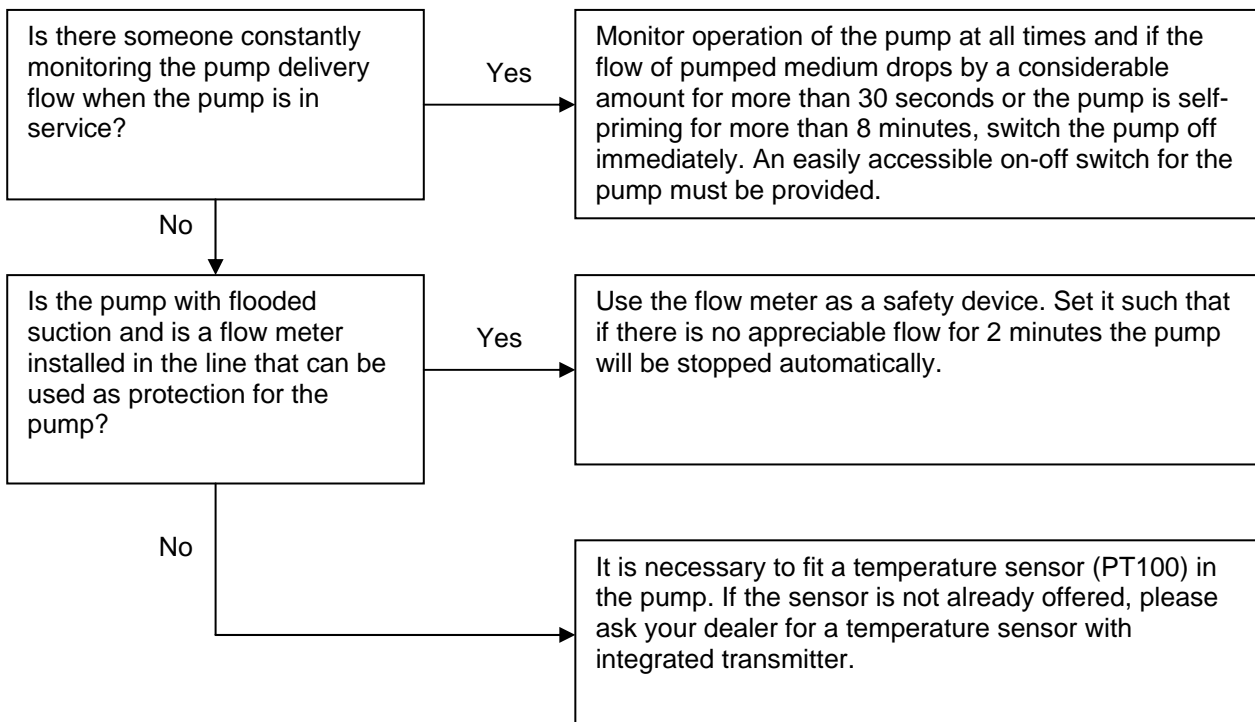 Is there someone constantly
monitoring the pump delivery
flow when the pump is in
service?
Yes
Monitor operation of the pump at all times and if the
flow of pumped medium drops by a considerable
amount for more than 30 seconds or the pump is self-
priming for more than 8 minutes, switch the pump off
immediately. An easily accessible on-off switch for the
pump must be provided.
No
Is the pump with flooded
suction and is a flow meter
installed in the line that can be
used as protection for the
pump?
Yes
Use the flow meter as a safety device. Set it such that
if there is no appreciable flow for 2 minutes the pump
will be stopped automatically.
No
It is necessary to fit a temperature sensor (PT100) in
the pump. If the sensor is not already offered, please
ask your dealer for a temperature sensor with
integrated transmitter.